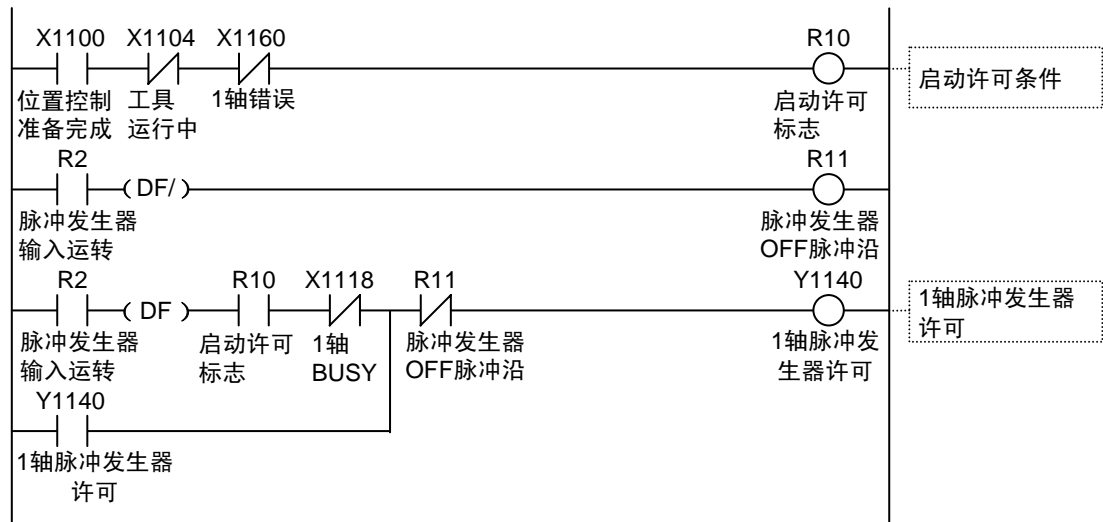 X1100 X1104 X1160 R10
位置控制 工具 1轴错误 启动许可 启动许可条件
准备完成 运行中 标志
R2 R11
( DF/ )
脉冲发生器 脉冲发生器
输入运转 OFF脉冲沿
R2 R10 X1118 R11 Y1140
( DF )
1轴脉冲发生器
许可
脉冲发生器 启动许可 1轴 脉冲发生器 1轴脉冲发
输入运转 标志 BUSY OFF脉冲沿 生器许可
Y1140
1轴脉冲发生器
许可